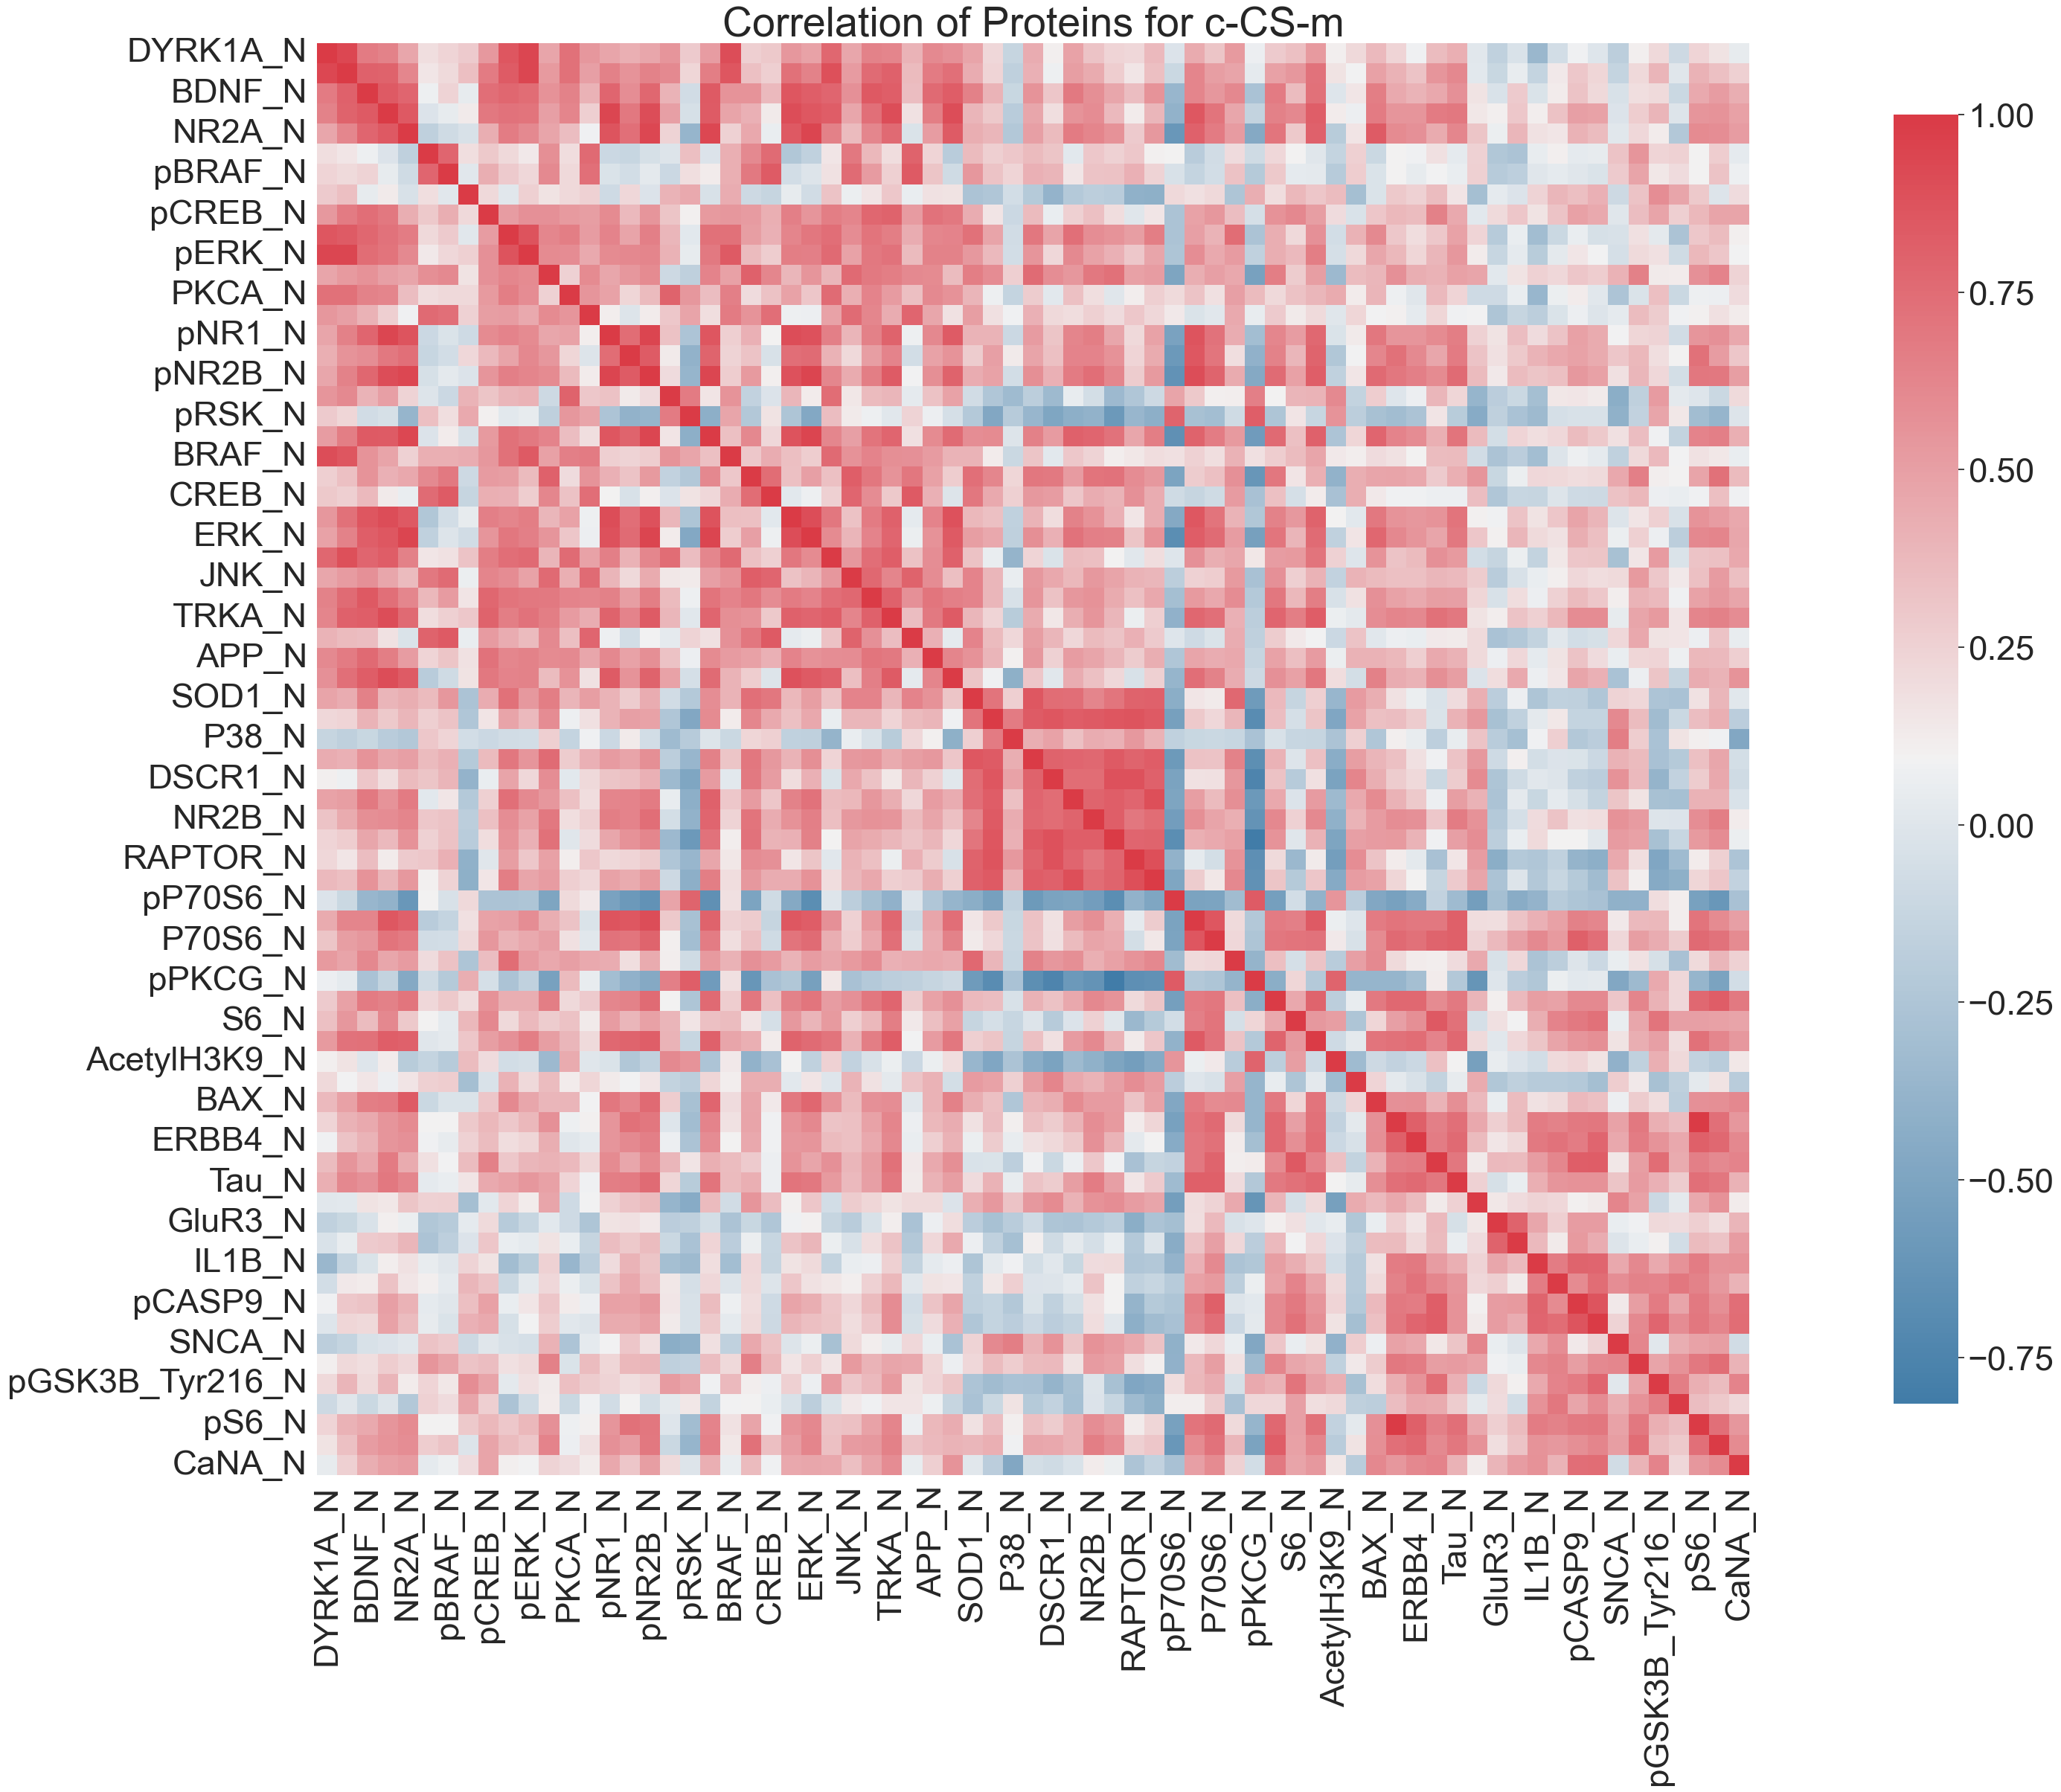 Correlation of Proteins for c-CS-m
DYRK1A_N
BDNF_N
NR2A_N
pBRAF_N
pCREB_N
pERK_N
PKCA_N
pNR1_N
pNR2B_N
pRSK_N
BRAF_N
CREB_N
ERK_N
JNK_N
TRKA_N
APP_N
SOD1_N
P38_N
DSCR1_N
NR2B_N
RAPTOR_N
pP70S6_N
P70S6_N
pPKCG_N
S6_N
AcetylH3K9_N
BAX_N
ERBB4_N
Tau_N
GluR3_N
IL1B_N
pCASP9_N
SNCA_N
pGSK3B_Tyr216_N
pS6_N
CaNA_N
DYRK1A_N
BDNF_N
NR2A_N
pBRAF_N
pCREB_N
pERK_N
PKCA_N
pNR1_N
pNR2B_N
pRSK_N
BRAF_N
CREB_N
ERK_N
JNK_N
TRKA_N
APP_N
SOD1_N
P38_N
DSCR1_N
NR2B_N
RAPTOR_N
pP70S6_N
P70S6_N
pPKCG_N
S6_N
AcetylH3K9_N
BAX_N
ERBB4_N
Tau_N
GluR3_N
IL1B_N
pCASP9_N
SNCA_N
pGSK3B_Tyr216_N
pS6_N
CaNA_N
1.00
0.75
0.50
0.25
0.00
−0.25
−0.50
−0.75